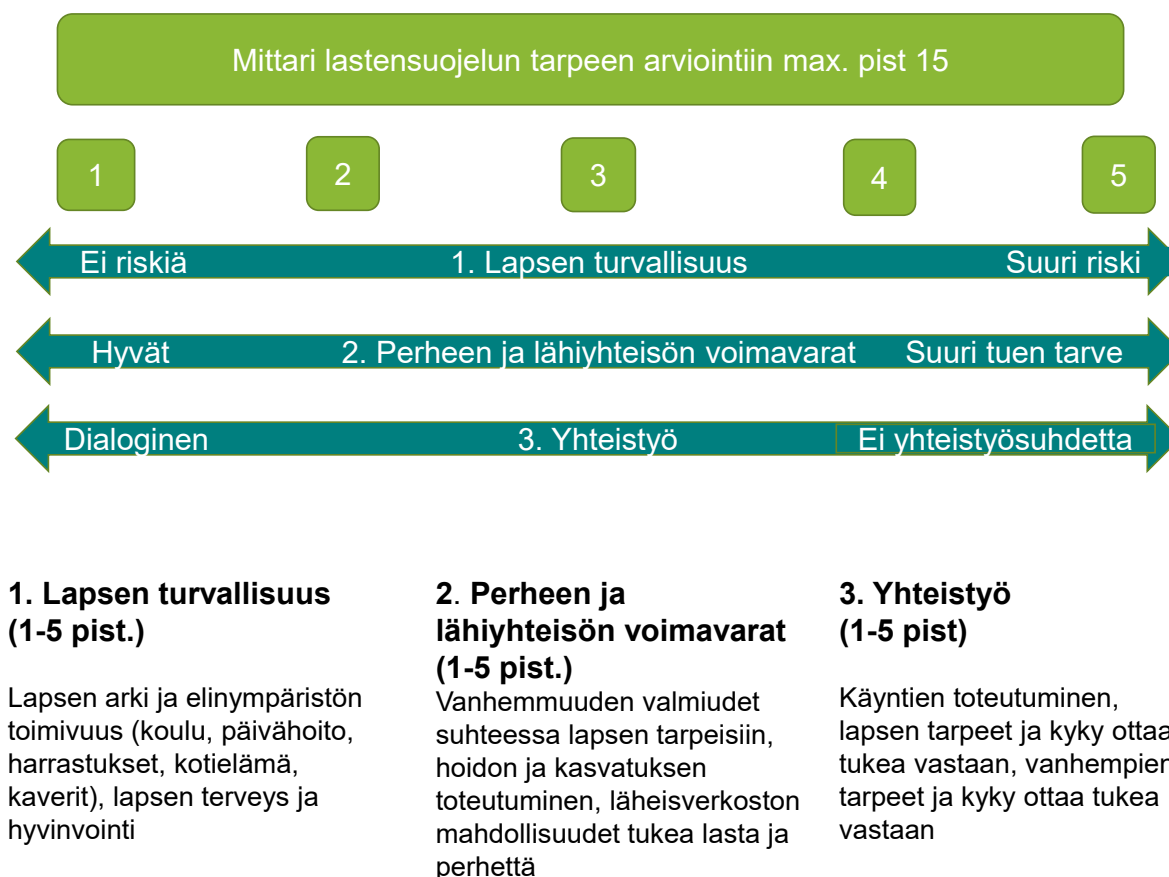 Mittari lastensuojelun tarpeen arviointiin max. pist 15
1 2 3 4 5
Ei riskiä 1. Lapsen turvallisuus Suuri riski
Hyvät 2. Perheen ja lähiyhteisön voimavarat Suuri tuen tarve
Dialoginen 3. Yhteistyö Ei yhteistyösuhdetta
1. Lapsen turvallisuus
(1-5 pist.)
Lapsen arki ja elinympäristön
toimivuus (koulu, päivähoito,
harrastukset, kotielämä,
kaverit), lapsen terveys ja
hyvinvointi
2. Perheen ja
lähiyhteisön voimavarat
(1-5 pist.)
Vanhemmuuden valmiudet
suhteessa lapsen tarpeisiin,
hoidon ja kasvatuksen
toteutuminen, läheisverkoston
mahdollisuudet tukea lasta ja
perhettä
3. Yhteistyö
(1-5 pist)
Käyntien toteutuminen,
lapsen tarpeet ja kyky ottaa
tukea vastaan, vanhempien
tarpeet ja kyky ottaa tukea
vastaan